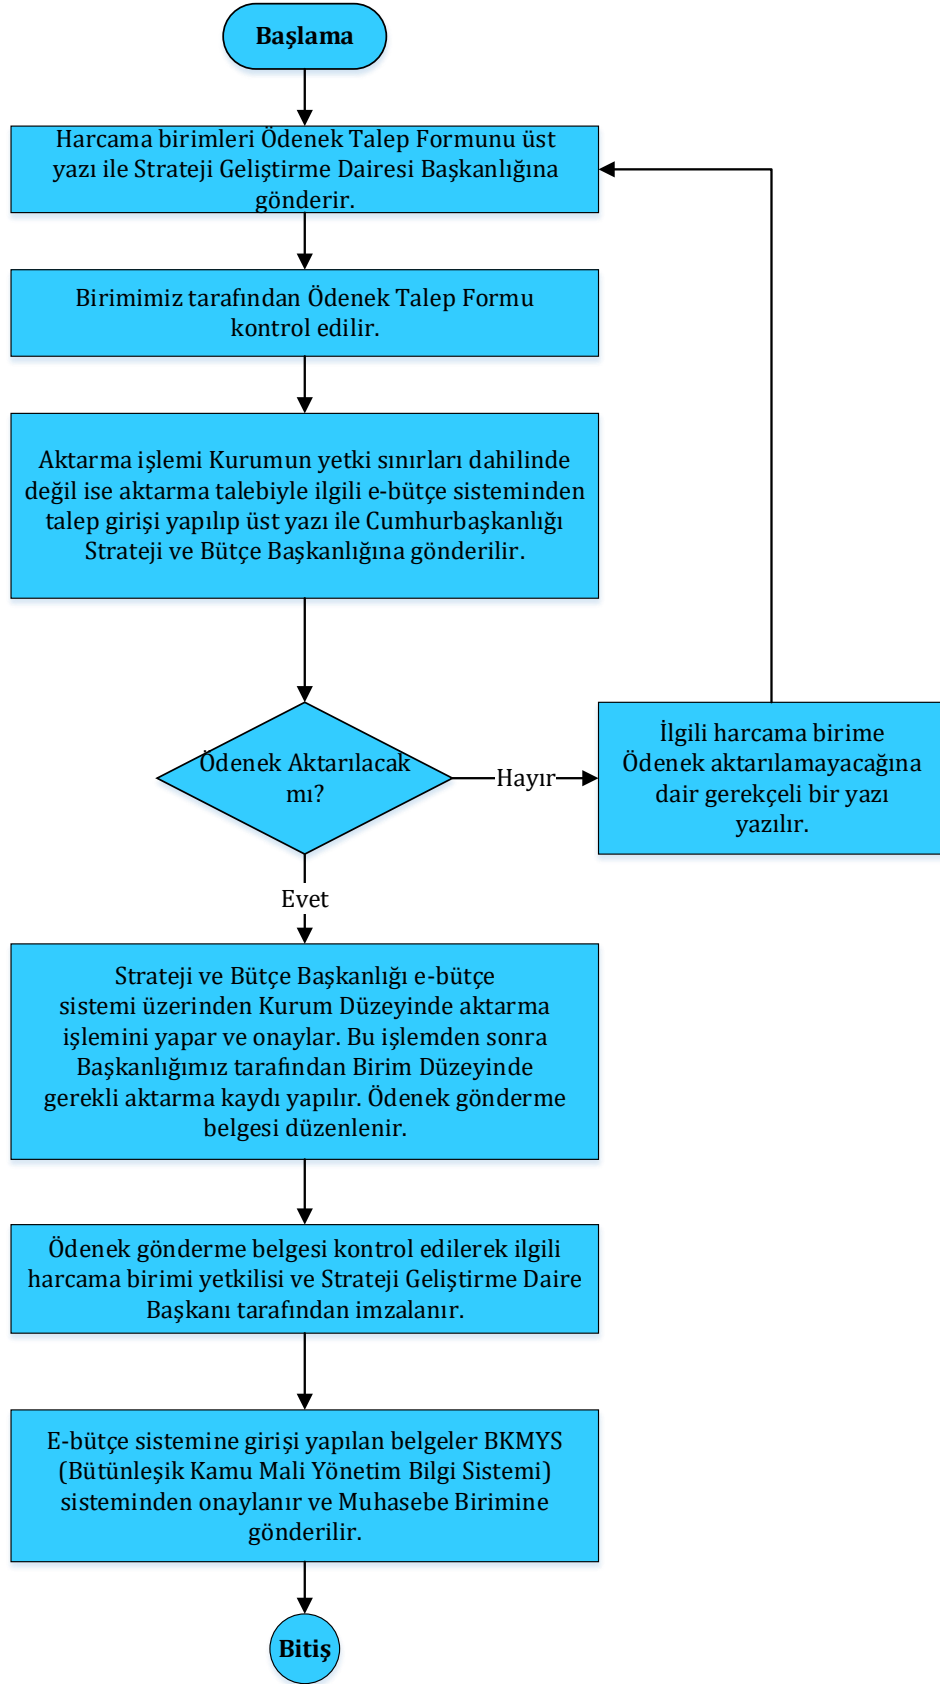 Başlama
Harcama birimleri Ödenek Talep Formunu üst
yazı ile Strateji Geliştirme Dairesi Başkanlığına
gönderir.
Birimimiz tarafından Ödenek Talep Formu
kontrol edilir.
Aktarma işlemi Kurumun yetki sınırları dahilinde
değil ise aktarma talebiyle ilgili e-bütçe sisteminden
talep girişi yapılıp üst yazı ile Cumhurbaşkanlığı
Strateji ve Bütçe Başkanlığına gönderilir.
Ödenek Aktarılacak
mı?
Hayır
İlgili harcama birime
Ödenek aktarılamayacağına
dair gerekçeli bir yazı
yazılır.
Evet
Strateji ve Bütçe Başkanlığı e-bütçe
sistemi üzerinden Kurum Düzeyinde aktarma
işlemini yapar ve onaylar. Bu işlemden sonra
Başkanlığımız tarafından Birim Düzeyinde
gerekli aktarma kaydı yapılır. Ödenek gönderme
belgesi düzenlenir.
Ödenek gönderme belgesi kontrol edilerek ilgili
harcama birimi yetkilisi ve Strateji Geliştirme Daire
Başkanı tarafından imzalanır.
E-bütçe sistemine girişi yapılan belgeler BKMYS
(Bütünleşik Kamu Mali Yönetim Bilgi Sistemi)
sisteminden onaylanır ve Muhasebe Birimine
gönderilir.
Bitiş